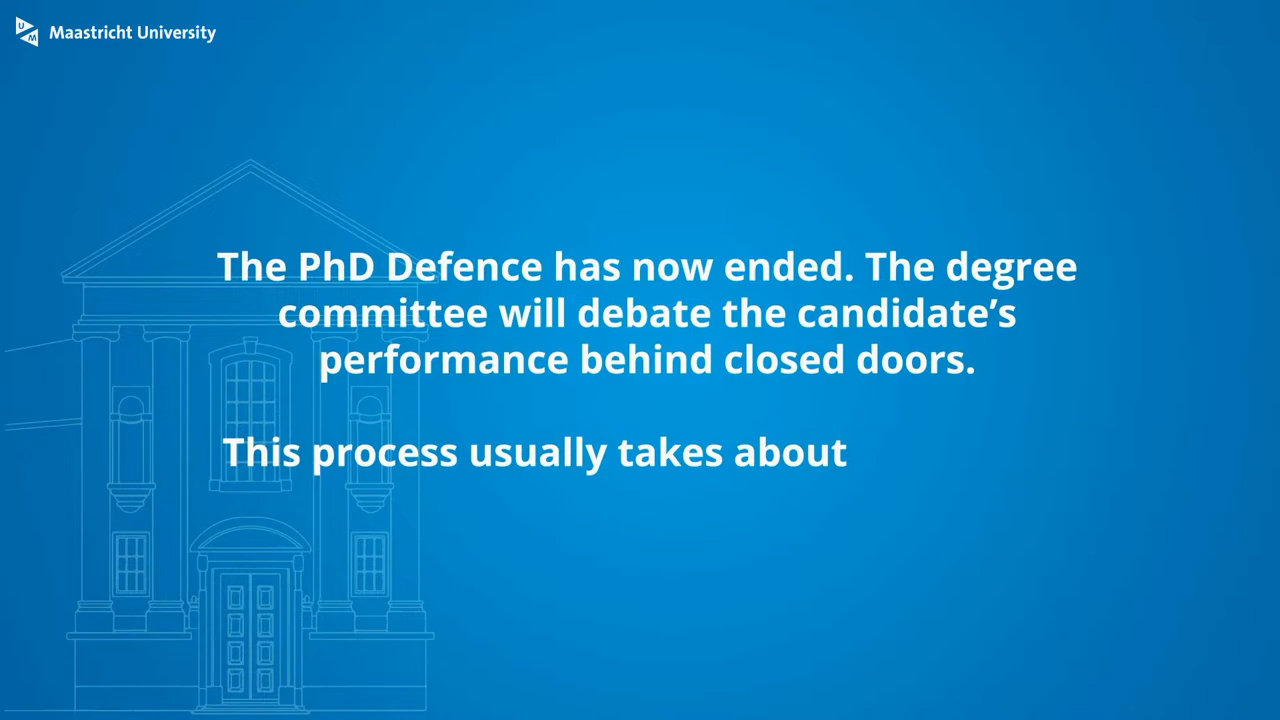 UM
Maastricht University
The PhD Defence has now ended. The degree
committee will debate the candidate’s
performance behind closed doors.
This process usually takes about